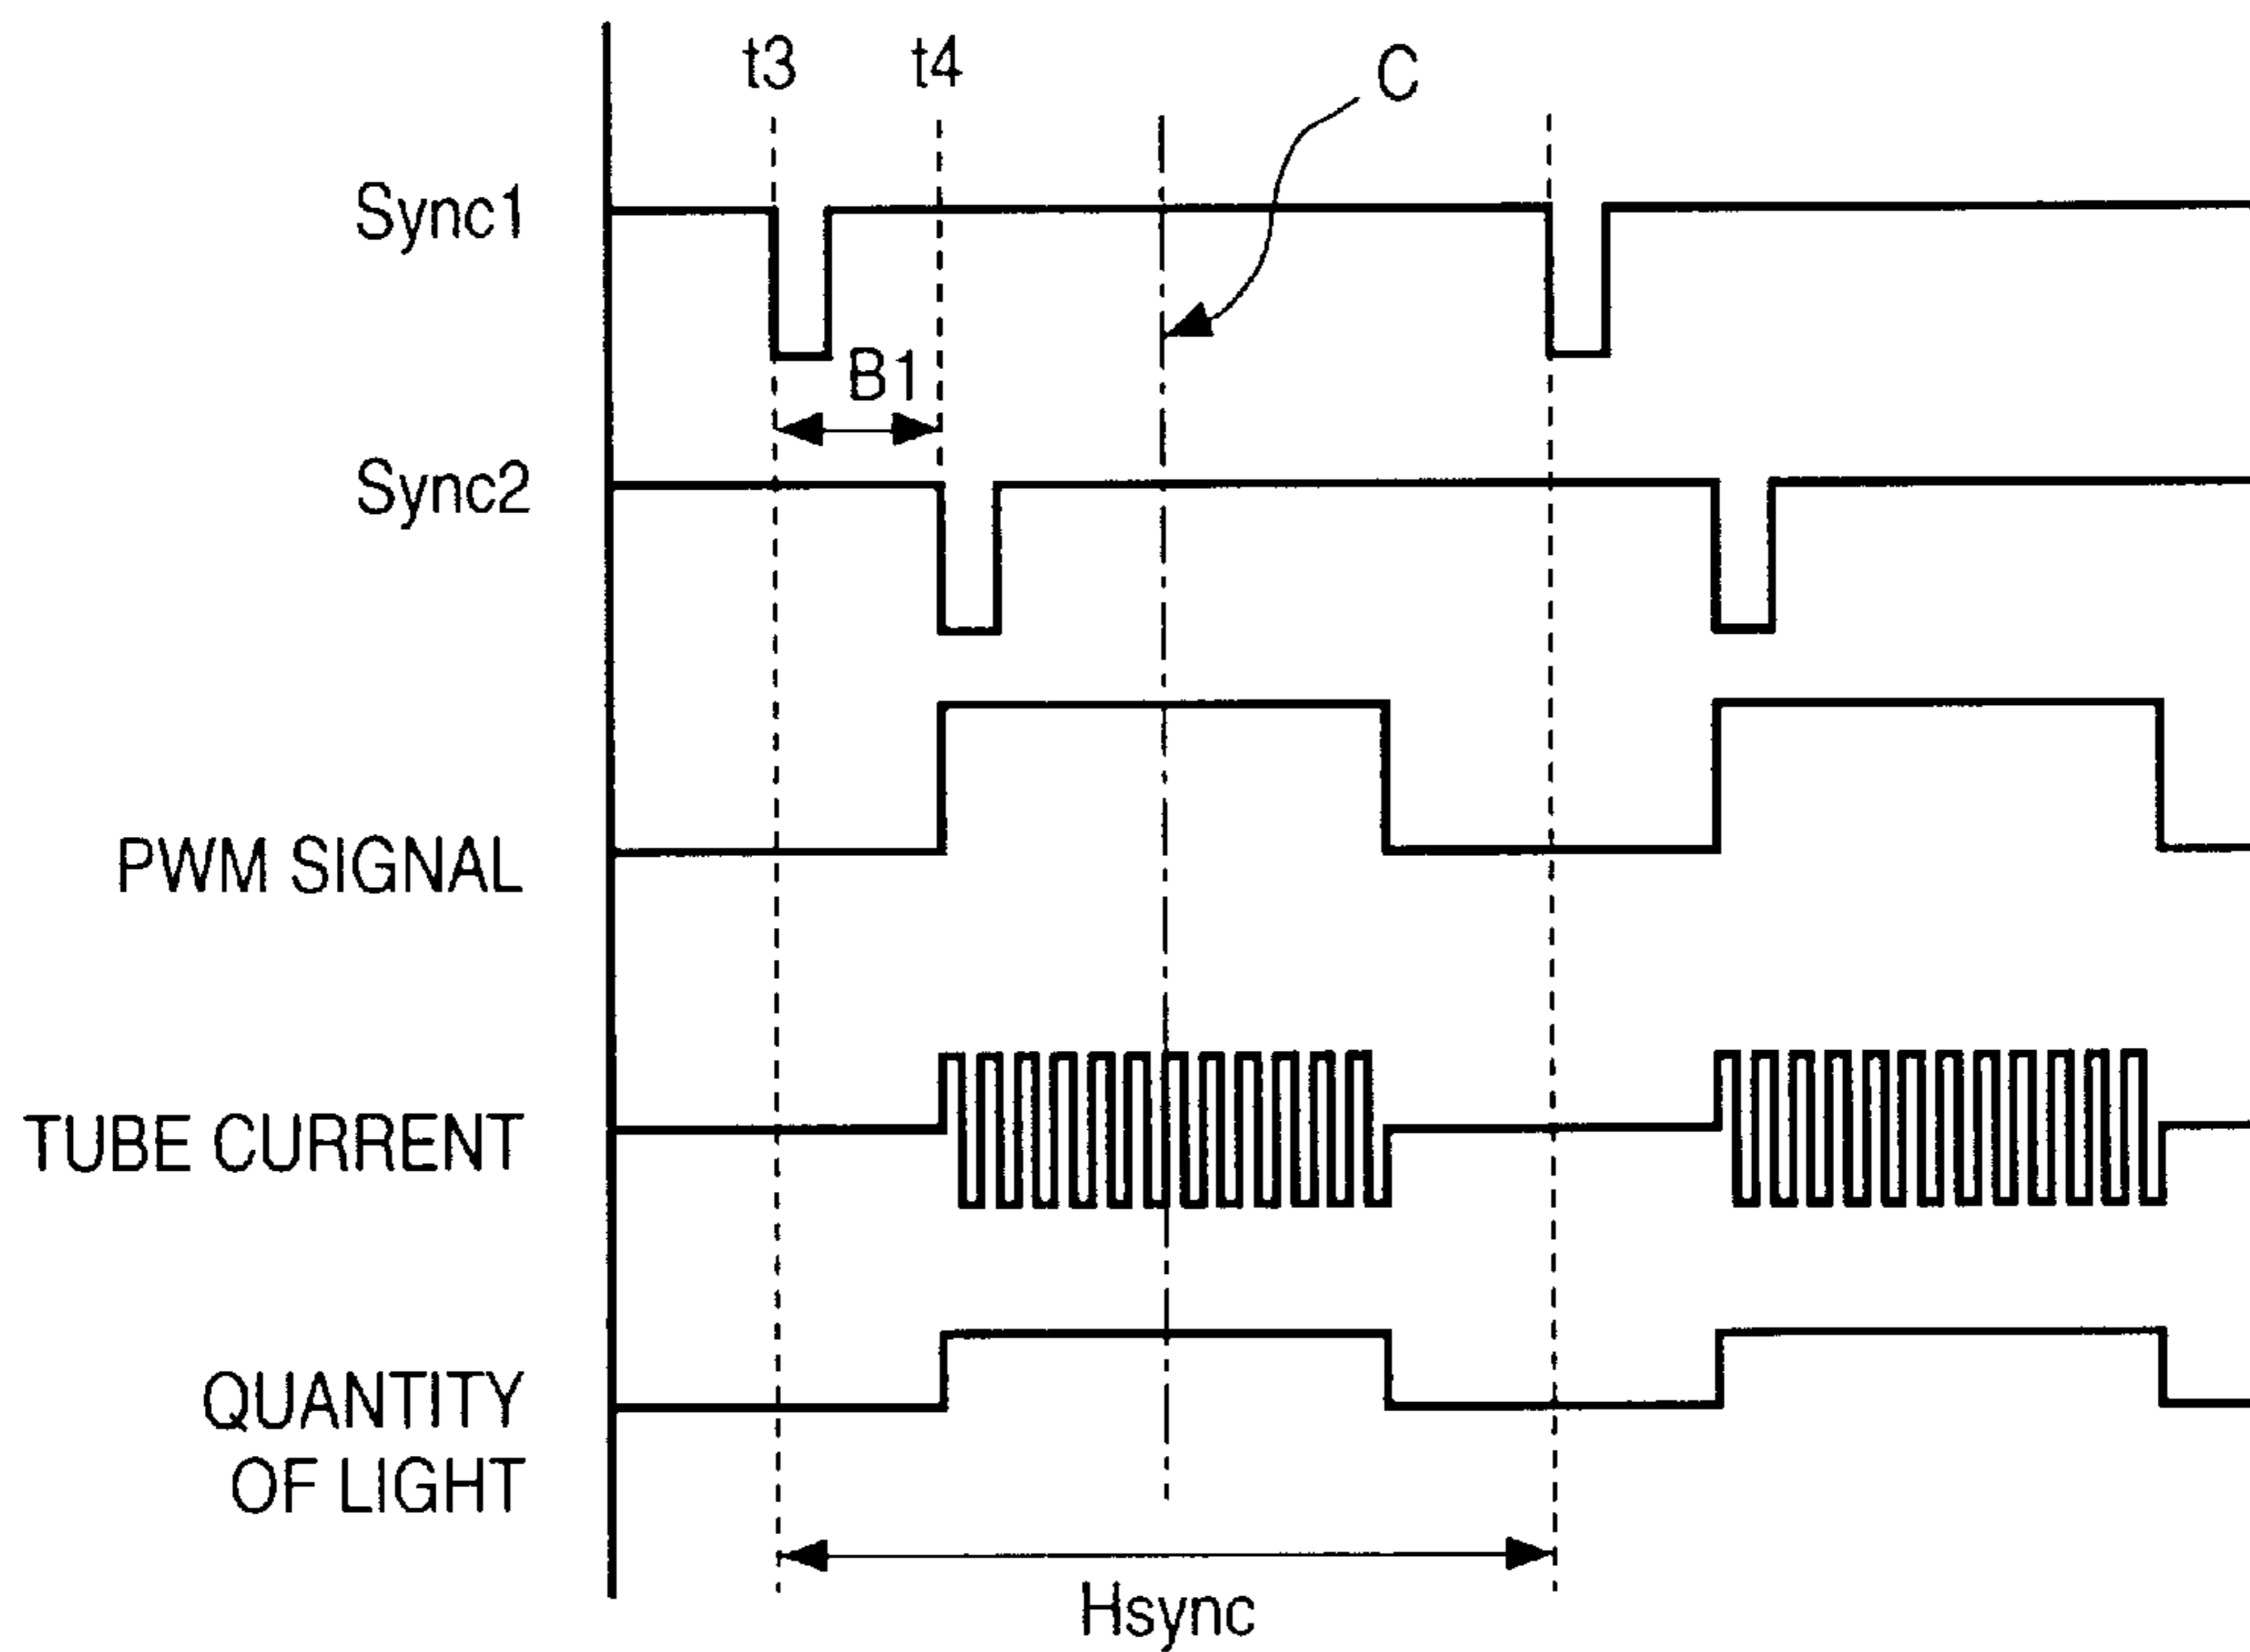 t3
t4
C
Sync1
B1
Sync2
PWM SIGNAL
TUBE CURRENT
QUANTITY
OF LIGHT
Hsync